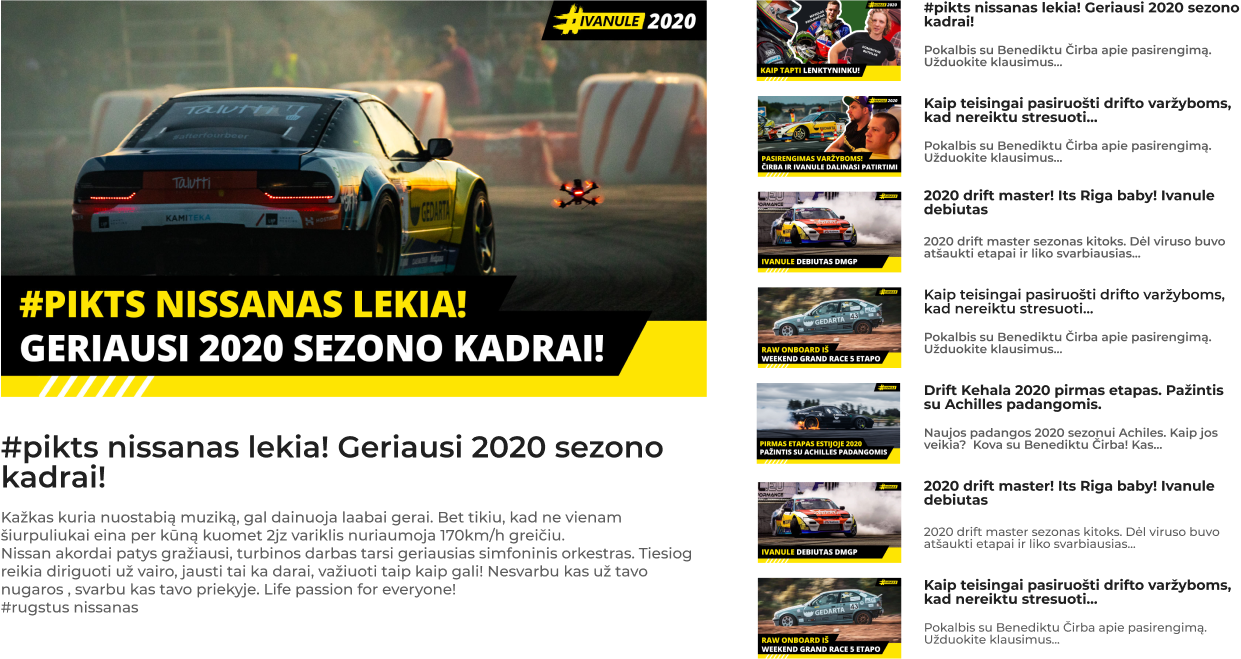 #IVANULE 2020
Talutti
#afterfourbeer
Talutti
KAMITEKA
GEDARTA
#PIKTS NISSANAS LEKIA!
GERIAUSI 2020 SEZONO KADRAI!
#pikts nissanas lekia! Geriausi 2020 sezono
kadrai!
Kažkas kuria nuostabią muziką, gal dainuoja laabai gerai. Bet tikiu, kad ne vienam
šiurpuliukai eina per kūną kuomet 2jz variklis nuriaumoja 170km/h greičiu.
Nissan akordai patys gražiausi, turbinos darbas tarsi geriausias simfoninis orkestras. Tiesiog
reikia diriguoti už vairo, jausti tai ka darai, važiuoti taip kaip gali! Nesvarbu kas už tavo
nugaros , svarbu kas tavo priekyje. Life passion for everyone!
#rugstus nissanas
KAIP TAPTI LENKTYNINKU!
#pikts nissanas lekia! Geriausi 2020 sezono
kadrai!
Pokalbis su Benediktu Čirba apie pasirengimą.
Užduokite klausimus...
PASIRENGIMAS VARŽYBOMS!
ČIRBA IR IVANULE DALINASI PATIRTIMI
Kaip teisingai pasiruošti drifto varžyboms,
kad nereiktu stresuoti...
Pokalbis su Benediktu Čirba apie pasirengimą.
Užduokite klausimus...
IVANULE DEBIUTAS DMGP
2020 drift master! Its Riga baby! Ivanule
debiutas
2020 drift master sezonas kitoks. Dėl viruso buvo
atšaukti etapai ir liko svarbiausias...
GEDARTA
43
RAW ONBOARD IŠ
WEEKEND GRAND RACE 5 ETAPO
Kaip teisingai pasiruošti drifto varžyboms,
kad nereiktu stresuoti...
Pokalbis su Benediktu Čirba apie pasirengimą.
Užduokite klausimus...
PIRMAS ETAPAS ESTIJOJE 2020
PAŽINTIS SU ACHILLES PADANGOMIS
Drift Kehala 2020 pirmas etapas. Pažintis
su Achilles padangomis.
Naujos padangos 2020 sezonui Achiles. Kaip jos
veikia?  Kova su Benediktu Čirba! Kas...
IVANULE DEBIUTAS DMGP
2020 drift master! Its Riga baby! Ivanule
debiutas
2020 drift master sezonas kitoks. Dėl viruso buvo
atšaukti etapai ir liko svarbiausias...
GEDARTA
43
RAW ONBOARD IŠ
WEEKEND GRAND RACE 5 ETAPO
Kaip teisingai pasiruošti drifto varžyboms,
kad nereiktu stresuoti...
Pokalbis su Benediktu Čirba apie pasirengimą.
Užduokite klausimus...